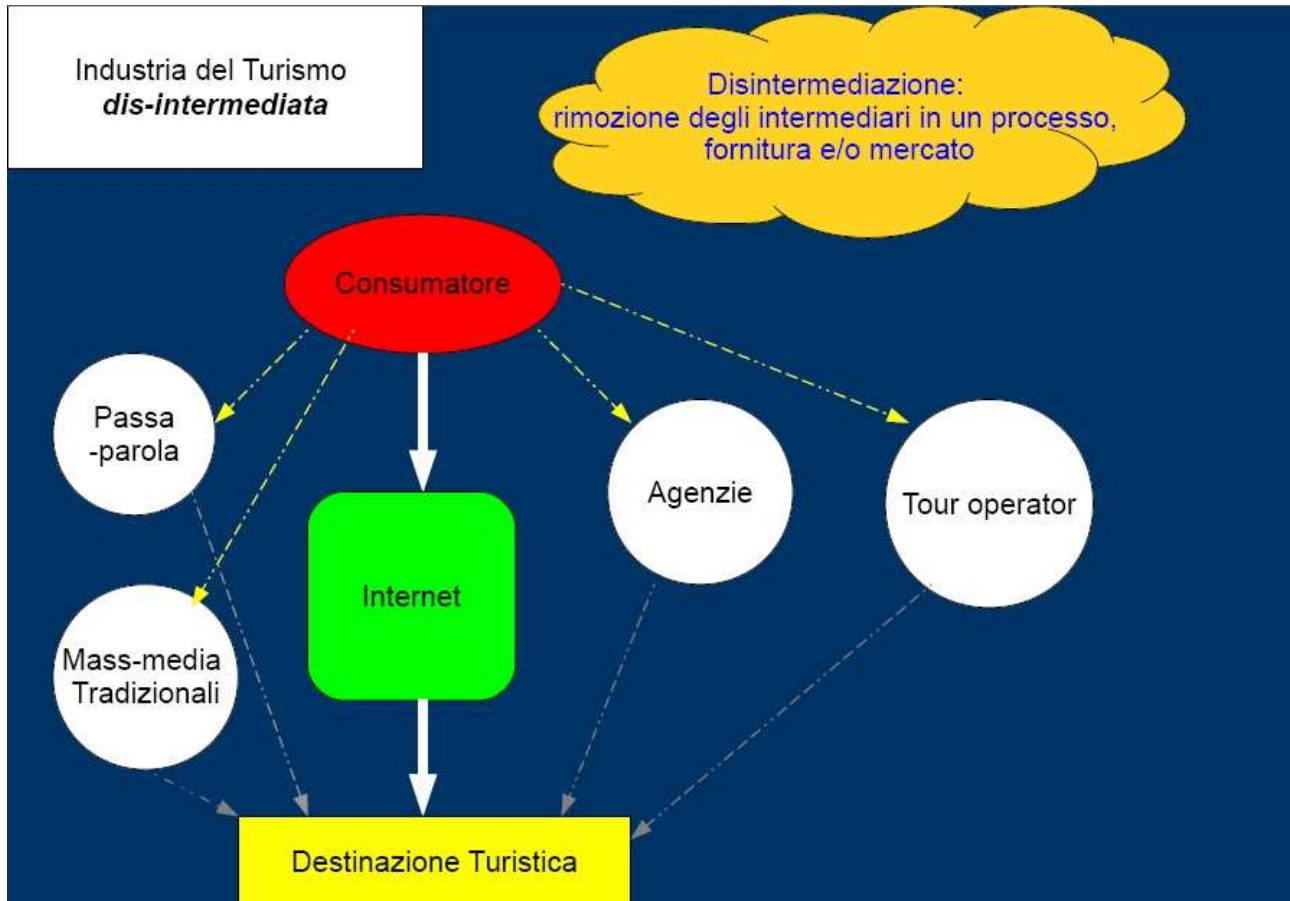 Industria del Turismo
dis-intermediata
Disintermediazione:
rimozione degli intermediari in un processo,
fornitura e/o mercato
Consumatore
Passa
-parola
Agenzie
Tour operator
Internet
Mass-media
Tradizionali
Destinazione Turistica